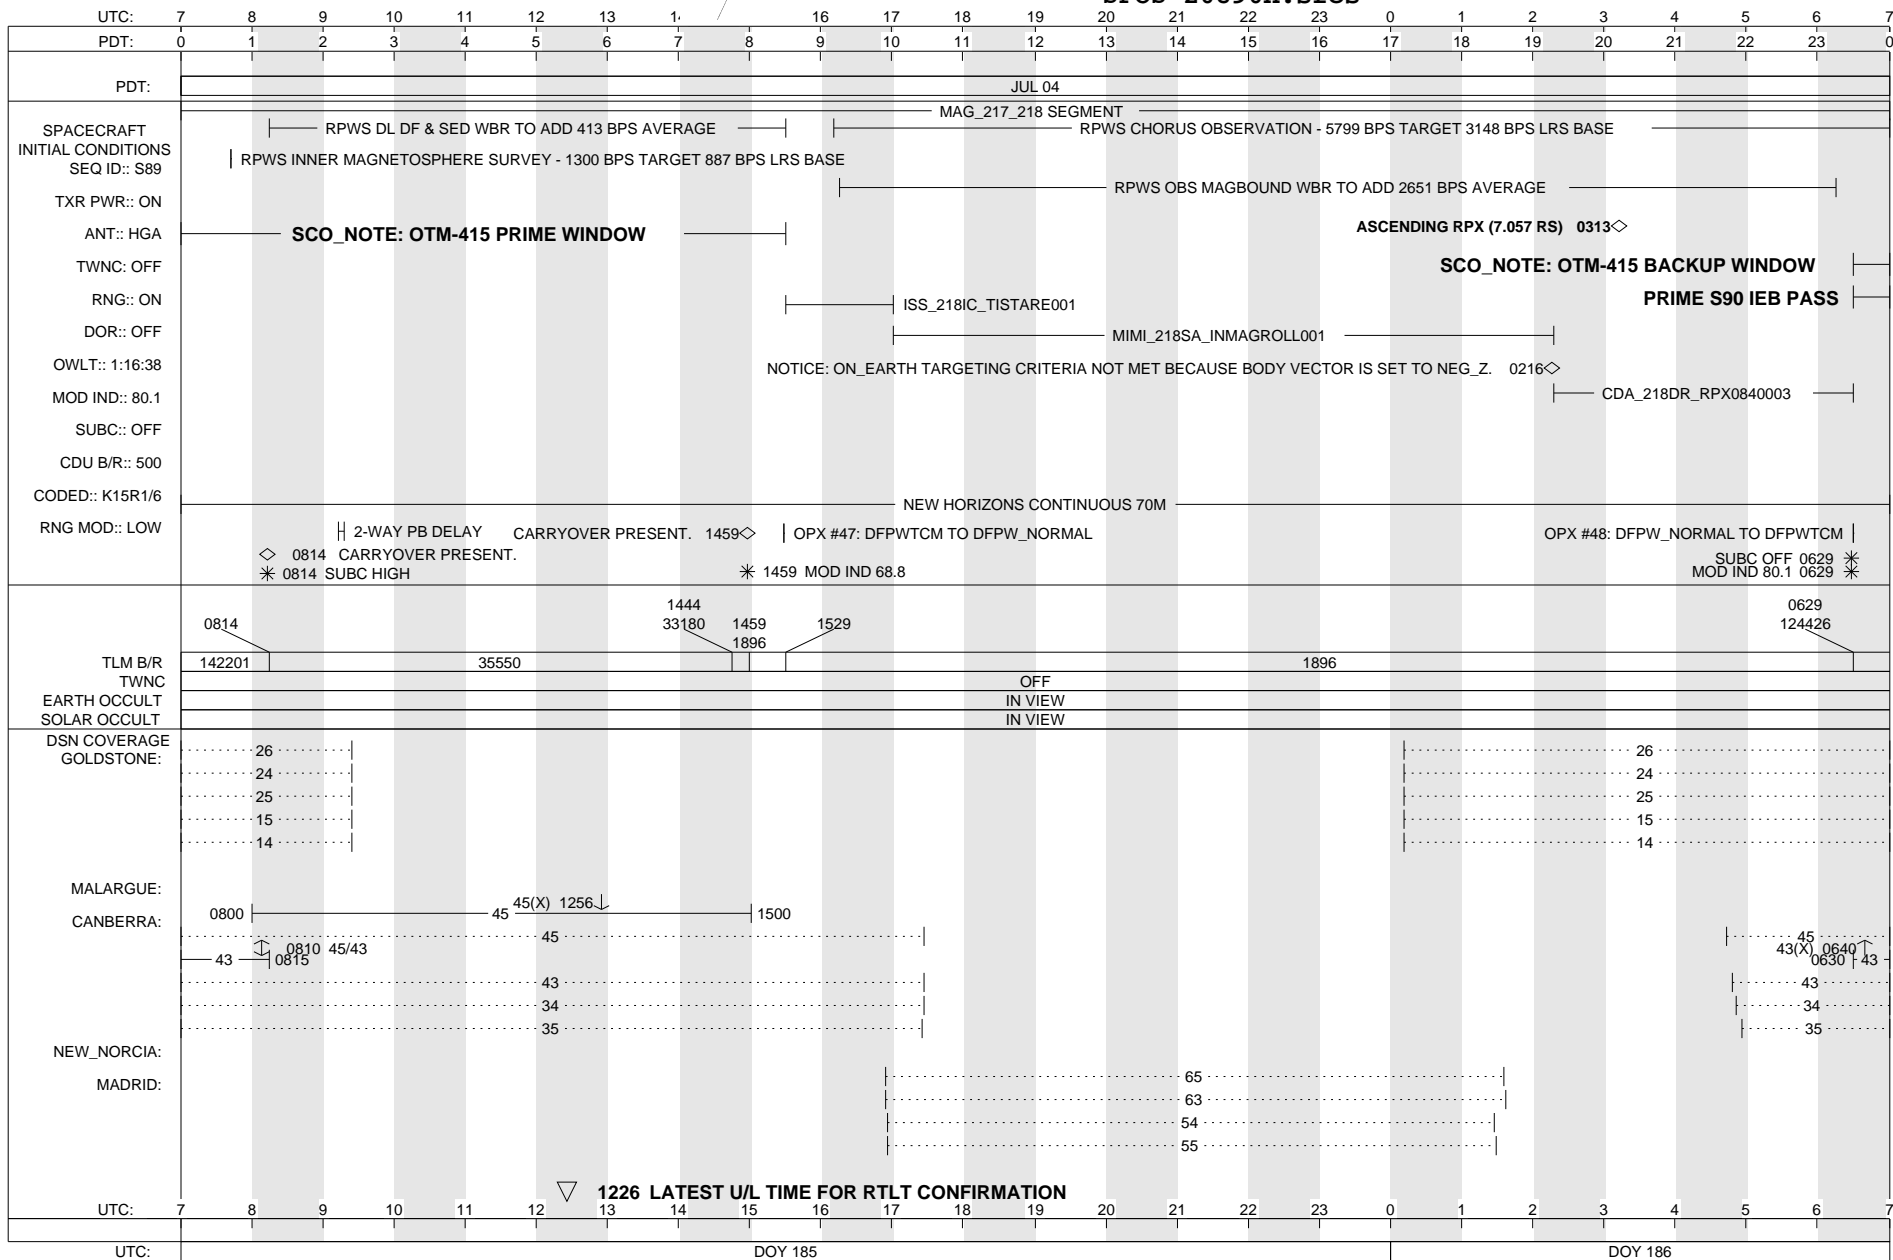 UTC: 7 8 9 10 11 12 13 16 17 18 19 20 21 22 23 0 1 2 3 4 5 6 7
PDT: 0 1 2 3 4 5 6 7 8 9 10 11 12 13 14 15 16 17 18 19 20 21 22 23 0
PDT: JUL 04
MAG_217_218 SEGMENT
SPACECRAFT
INITIAL CONDITIONS
SEQ ID:: S89
TXR PWR:: ON
ANT:: HGA
TWNC: OFF
RNG:: ON
DOR:: OFF
OWLT:: 1:16:38
MOD IND:: 80.1
SUBC:: OFF
CDU B/R:: 500
CODED:: K15R1/6
RNG MOD:: LOW
RPWS DL DF & SED WBR TO ADD 413 BPS AVERAGE
RPWS CHORUS OBSERVATION - 5799 BPS TARGET 3148 BPS LRS BASE
RPWS INNER MAGNETOSPHERE SURVEY - 1300 BPS TARGET 887 BPS LRS BASE
RPWS OBS MAGBOUND WBR TO ADD 2651 BPS AVERAGE
ASCENDING RPX (7.057 RS) 0313
SCO_NOTE: OTM-415 PRIME WINDOW
SCO_NOTE: OTM-415 BACKUP WINDOW
PRIME S90 IEB PASS
ISS_218IC_TISTARE001
MIMI_218SA_INMAGROLL001
NOTICE: ON_EARTH TARGETING CRITERIA NOT MET BECAUSE BODY VECTOR IS SET TO NEG_Z. 0216
CDA_218DR_RPX0840003
NEW HORIZONS CONTINUOUS 70M
2-WAY PB DELAY
CARRYOVER PRESENT. 1459
OPX #47: DFPWTCM TO DFPW_NORMAL
OPX #48: DFPW_NORMAL TO DFPWTCM
0814 CARRYOVER PRESENT.
SUBC OFF 0629
0814 SUBC HIGH
1459 MOD IND 68.8
MOD IND 80.1 0629
1444 0629
0814 33180 1459 1529 124426
1896
TLM B/R 142201 35550 1896
TWNC OFF
EARTH OCCULT IN VIEW
SOLAR OCCULT IN VIEW
DSN COVERAGE
GOLDSTONE:
26 26
24 24
25 25
15 15
14 14
MALARGUE:
45(X) 1256
0800 45 1500
CANBERRA:
45 45
0810 45/43 43(X) 0640
43 0815 0630 43
43 43
34 34
35 35
NEW_NORCIA:
MADRID:
65
63
54
55
1226 LATEST U/L TIME FOR RTLT CONFIRMATION
UTC: 7 8 9 10 11 12 13 14 15 16 17 18 19 20 21 22 23 0 1 2 3 4 5 6 7
UTC: DOY 185 DOY 186